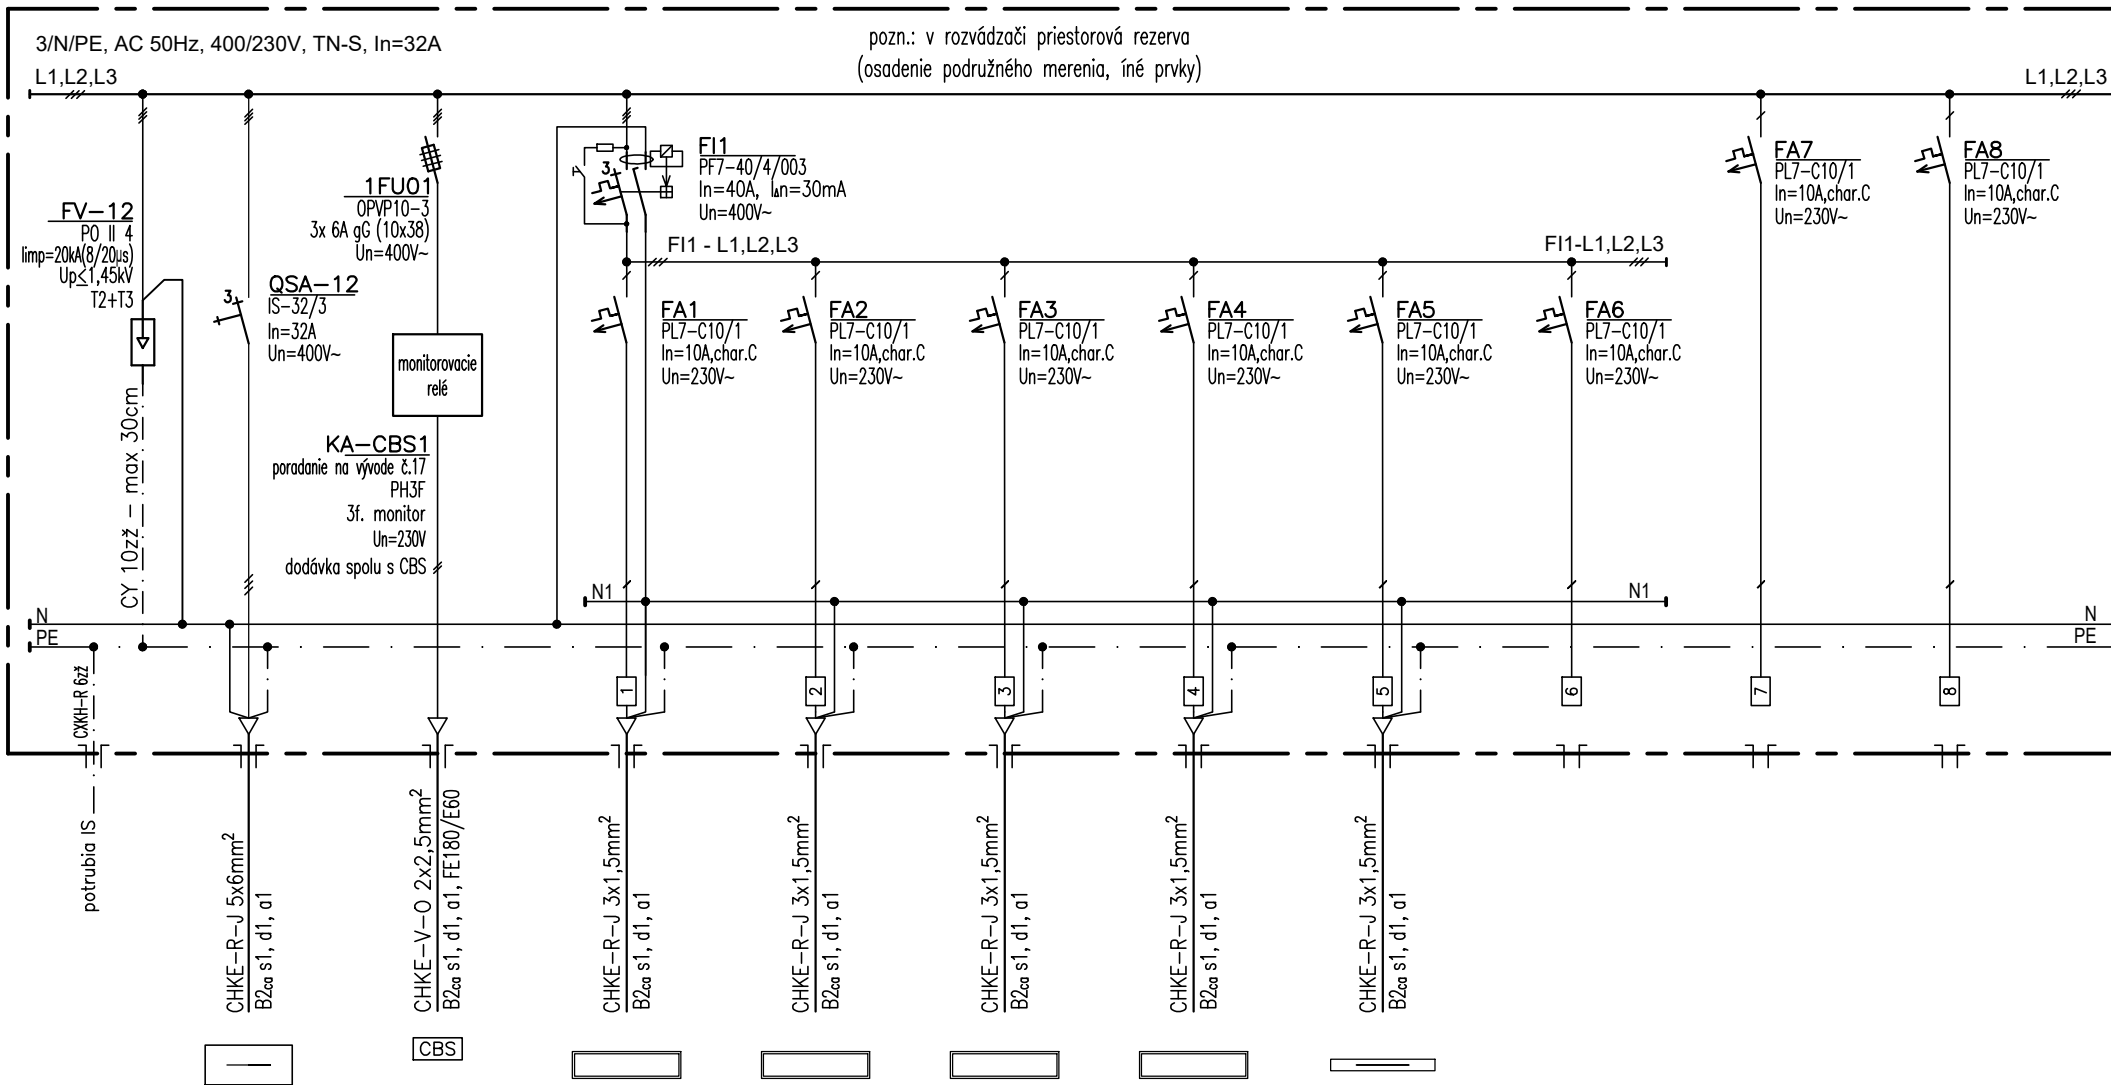 3/N/PE, AC 50Hz, 400/230V, TN-S, In=32A
pozn.: v rozvádzači priestorová rezerva
(osadenie podružného merenia, íné prvky)
L1,L2,L3
L1,L2,L3
FV-12
PO II 4
Iimp=20kA(8/20us)
Up≤1,45kV
T2+T3
CY 10zž - max 30cm
3
QSA-12
IS-32/3
In=32A
Un=400V~
1FU01
OPVP10-3
3x 6A gG (10x38)
Un=400V~
monitorovacie
relé
KA-CBS1
poradanie na vývode č.17
PH3F
3f. monitor
Un=230V
dodávka spolu s CBS
3
FI1
PF7-40/4/003
In=40A, IΔn=30mA
Un=400V~
FI1 - L1,L2,L3
FI1-L1,L2,L3
FA1
PL7-C10/1
In=10A,char.C
Un=230V~
FA2
PL7-C10/1
In=10A,char.C
Un=230V~
FA3
PL7-C10/1
In=10A,char.C
Un=230V~
FA4
PL7-C10/1
In=10A,char.C
Un=230V~
FA5
PL7-C10/1
In=10A,char.C
Un=230V~
FA6
PL7-C10/1
In=10A,char.C
Un=230V~
FA7
PL7-C10/1
In=10A,char.C
Un=230V~
FA8
PL7-C10/1
In=10A,char.C
Un=230V~
N1
N1
N
N
PE
PE
CXKH-R 6zž
potrubia IS
1
2
3
4
5
6
7
8
CHKE-R-J 5x6mm²
B2ca s1, d1, a1
CHKE-V-O 2x2,5mm²
B2ca s1, d1, a1, FE180/E60
CHKE-R-J 3x1,5mm²
B2ca s1, d1, a1
CHKE-R-J 3x1,5mm²
B2ca s1, d1, a1
CHKE-R-J 3x1,5mm²
B2ca s1, d1, a1
CHKE-R-J 3x1,5mm²
B2ca s1, d1, a1
CHKE-R-J 3x1,5mm²
B2ca s1, d1, a1
CBS